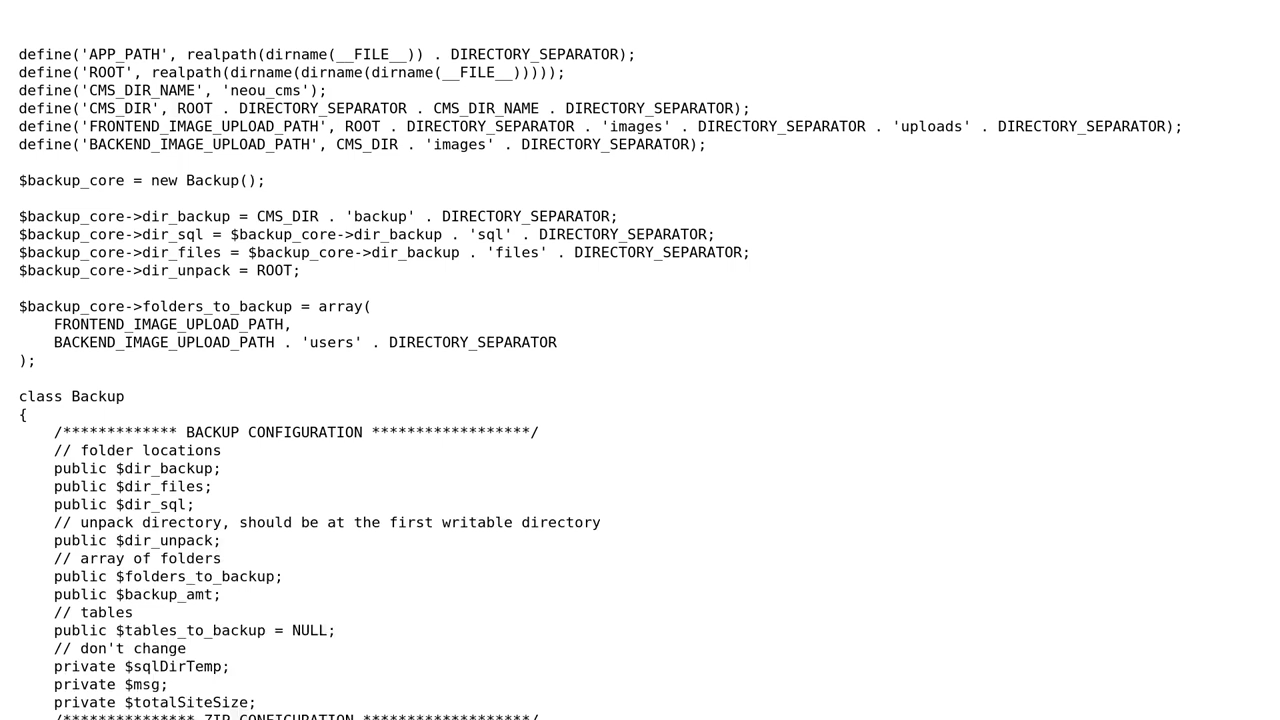 define('APP_PATH', realpath(dirname(__FILE__)) . DIRECTORY_SEPARATOR);
define('ROOT', realpath(dirname(dirname(dirname(__FILE__)))));
define('CMS_DIR_NAME', 'neou_cms');
define('CMS_DIR', ROOT . DIRECTORY_SEPARATOR . CMS_DIR_NAME . DIRECTORY_SEPARATOR);
define('FRONTEND_IMAGE_UPLOAD_PATH', ROOT . DIRECTORY_SEPARATOR . 'images' . DIRECTORY_SEPARATOR . 'uploads' . DIRECTORY_SEPARATOR);
define('BACKEND_IMAGE_UPLOAD_PATH', CMS_DIR . 'images' . DIRECTORY_SEPARATOR);

$backup_core = new Backup();

$backup_core->dir_backup = CMS_DIR . 'backup' . DIRECTORY_SEPARATOR;
$backup_core->dir_sql = $backup_core->dir_backup . 'sql' . DIRECTORY_SEPARATOR;
$backup_core->dir_files = $backup_core->dir_backup . 'files' . DIRECTORY_SEPARATOR;
$backup_core->dir_unpack = ROOT;

$backup_core->folders_to_backup = array(
    FRONTEND_IMAGE_UPLOAD_PATH,
    BACKEND_IMAGE_UPLOAD_PATH . 'users' . DIRECTORY_SEPARATOR
);

class Backup
{
    /************* BACKUP CONFIGURATION ******************/
    // folder locations
    public $dir_backup;
    public $dir_files;
    public $dir_sql;
    // unpack directory, should be at the first writable directory
    public $dir_unpack;
    // array of folders
    public $folders_to_backup;
    public $backup_amt;
    // tables
    public $tables_to_backup = NULL;
    // don't change
    private $sqlDirTemp;
    private $msg;
    private $totalSiteSize;
    /*************** ZIP CONFIGURATION *******************/